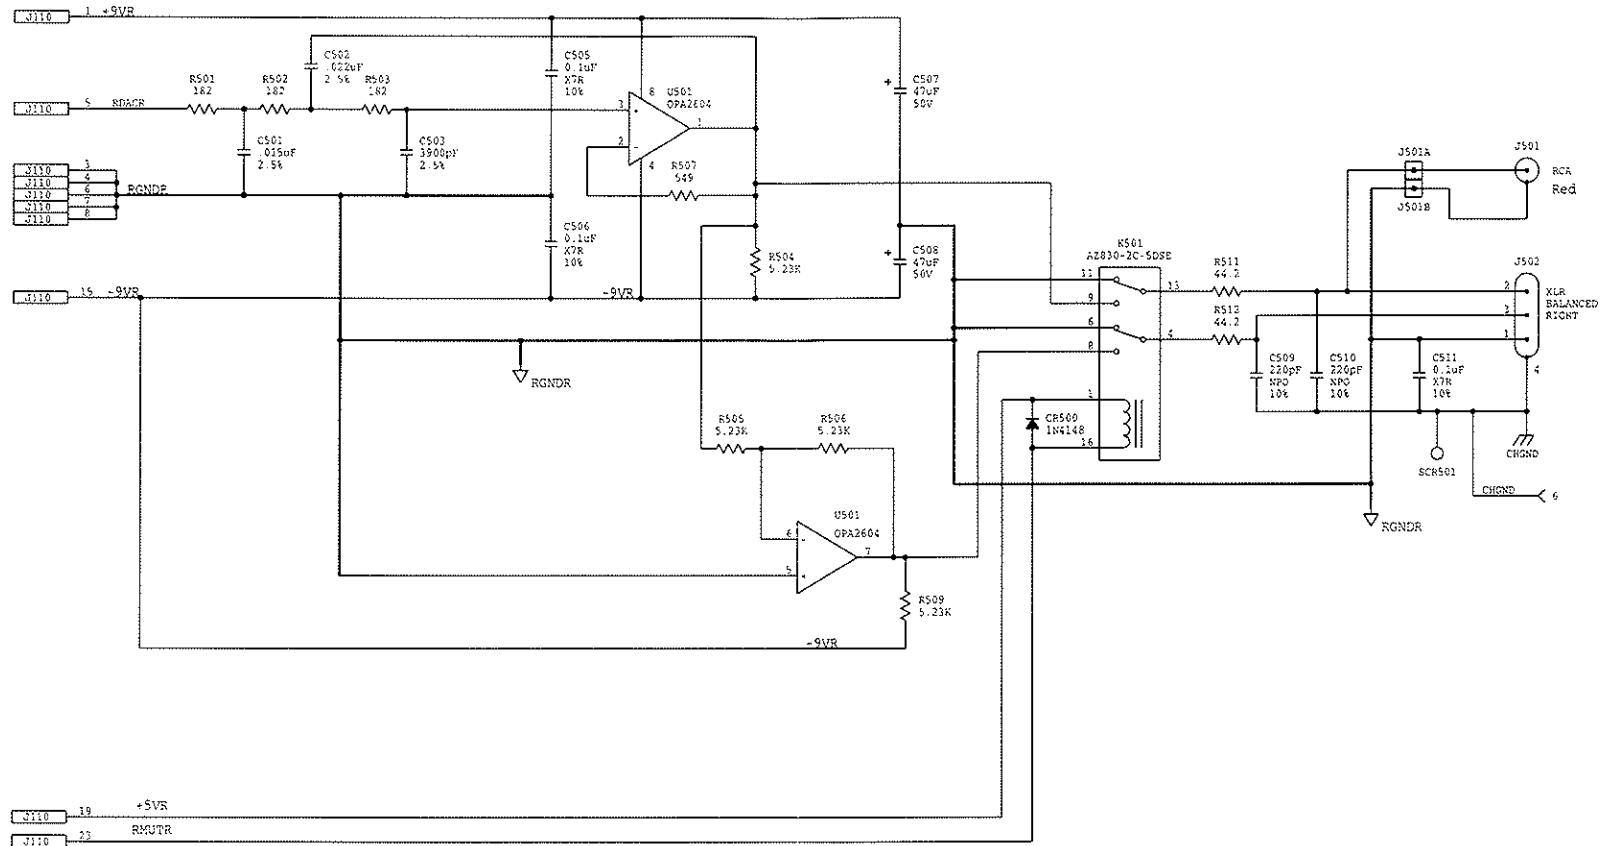 J110 1 +9VR
C502
.022uF
2.5%
R501
182
R502
182
R503
182
C505
0.1uF
X7R
10%
8
U501
OPA2604
C507
47uF
50V
+
J110 5 RDACR
3
+
1
2
-
4
C501
.015uF
2.5%
C503
3900pF
2.5%
R507
549
J501A
J501
RCA
Red
J501B
J110 3
J110 4
J110 6 RGNDR
J110 7
J110 8
C506
0.1uF
X7R
10%
R504
5.23K
+
C508
47uF
50V
K501
AZ830-2C-5DSE
11
13
9
6
4
8
R511
44.2
R512
44.2
J502
2
3
1
4
XLR
BALANCED
RIGHT
J110 15 -9VR
-9VR
RGNDR
C509
220pF
NPO
10%
C510
220pF
NPO
10%
C511
0.1uF
X7R
10%
1
CR500
1N4148
16
R505
5.23K
R506
5.23K
CHGND
SCR501
CHGND 6
RGNDR
U501
OPA2604
6
-
7
5
+
R509
5.23K
-9VR
J110 19 +5VR
J110 23 RMUTR